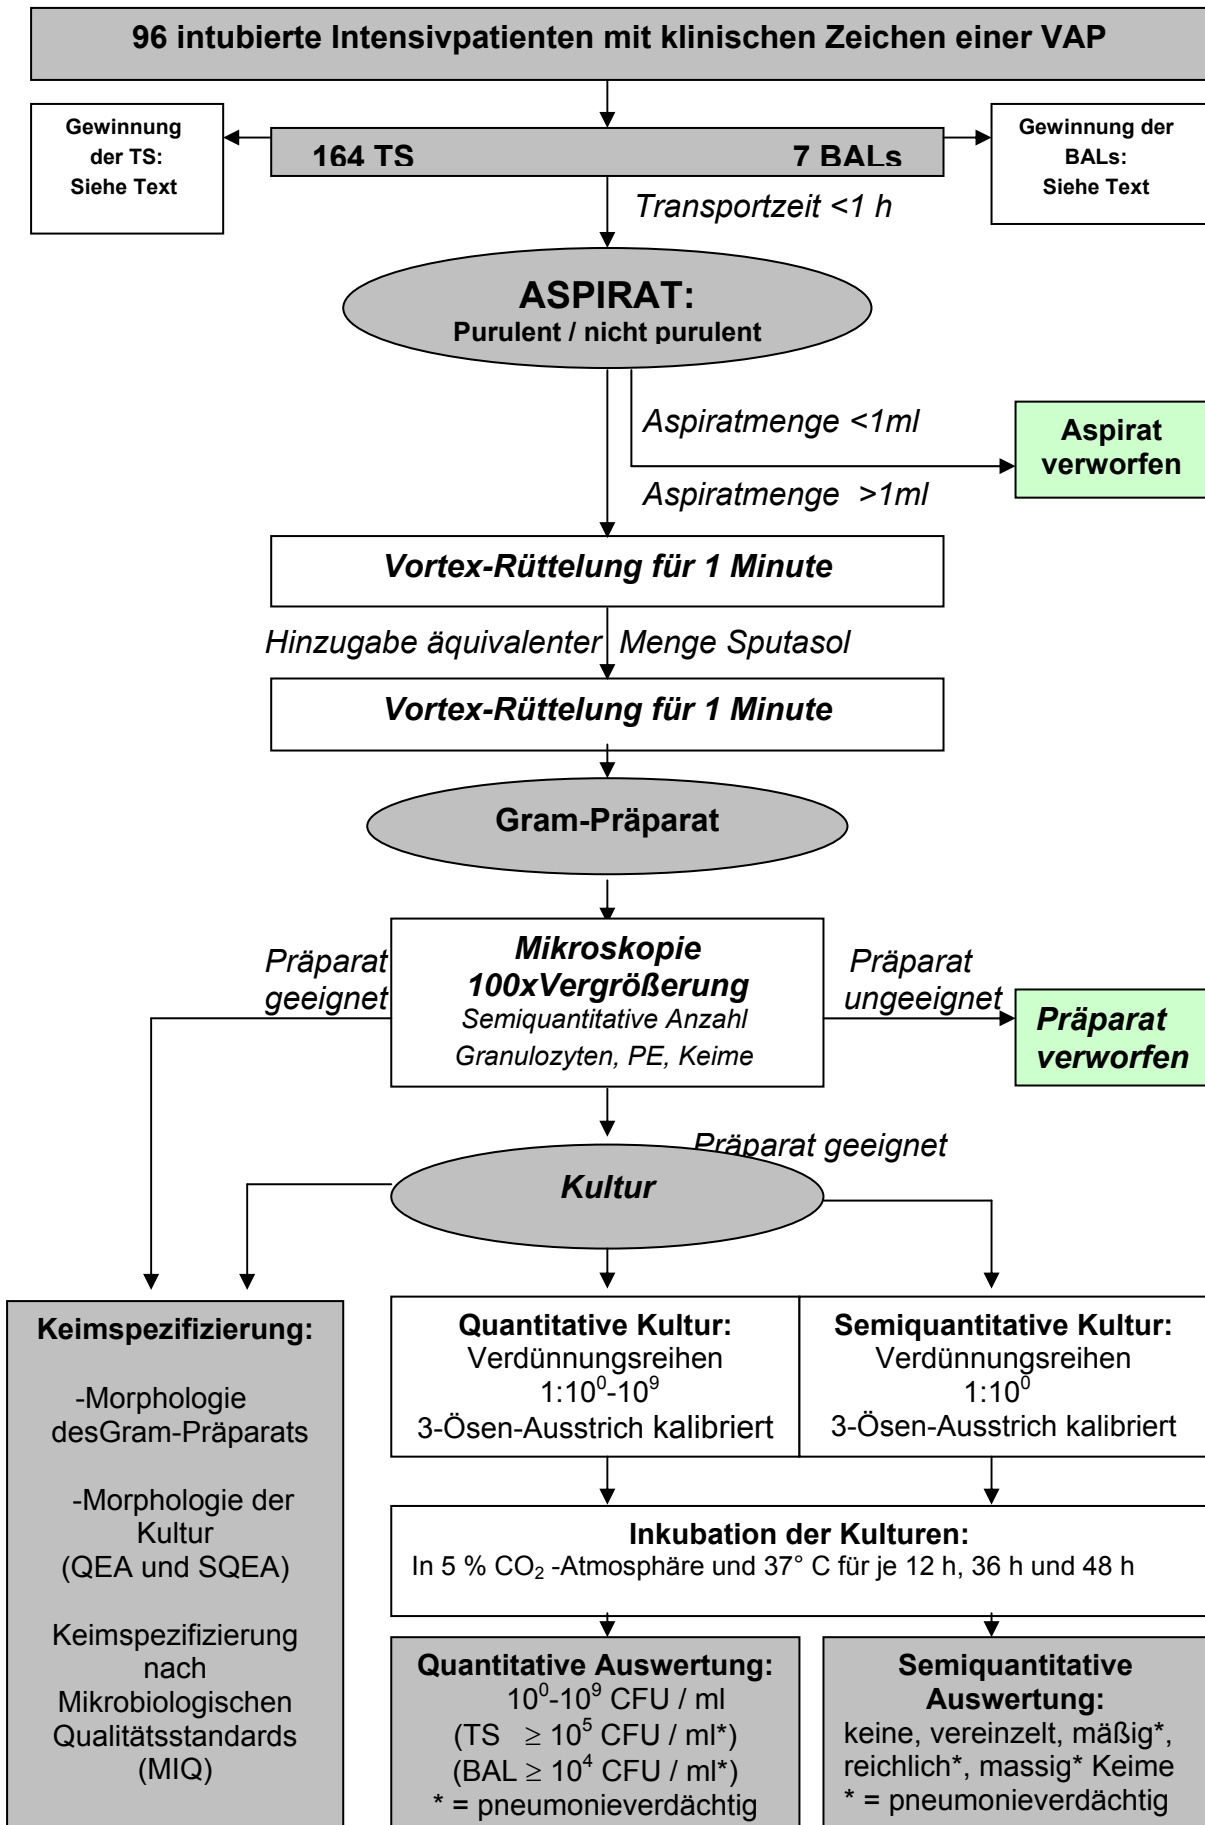 96 intubierte Intensivpatienten mit klinischen Zeichen einer VAP
Gewinnung
der TS:
Siehe Text
164 TS 7 BALs
Gewinnung der
BALs:
Siehe Text
Transportzeit <1 h
ASPIRAT:
Purulent / nicht purulent
Aspiratmenge <1ml
Aspirat
verworfen
Aspiratmenge >1ml
Vortex-Rüttelung für 1 Minute
Hinzugabe äquivalenter Menge Sputasol
Vortex-Rüttelung für 1 Minute
Gram-Präparat
Präparat
geeignet
Mikroskopie
100xVergrößerung
Semiquantitative Anzahl
Granulozyten, PE, Keime
Präparat
ungeeignet
Präparat
verworfen
Präparat geeignet
Kultur
Keimspezifizierung:
-Morphologie
desGram-Präparats
-Morphologie der
Kultur
(QEA und SQEA)
Keimspezifizierung
nach
Mikrobiologischen
Qualitätsstandards
(MIQ)
Quantitative Kultur:
Verdünnungsreihen
1:10⁰-10⁹
3-Ösen-Ausstrich kalibriert
Semiquantitative Kultur:
Verdünnungsreihen
1:10⁰
3-Ösen-Ausstrich kalibriert
Inkubation der Kulturen:
In 5 % CO₂ -Atmosphäre und 37° C für je 12 h, 36 h und 48 h
Quantitative Auswertung:
10⁰-10⁹ CFU / ml
(TS ≥ 10⁵ CFU / ml*)
(BAL ≥ 10⁴ CFU / ml*)
* = pneumonieverdächtig
Semiquantitative
Auswertung:
keine, vereinzelt, mäßig*,
reichlich*, massig* Keime
* = pneumonieverdächtig